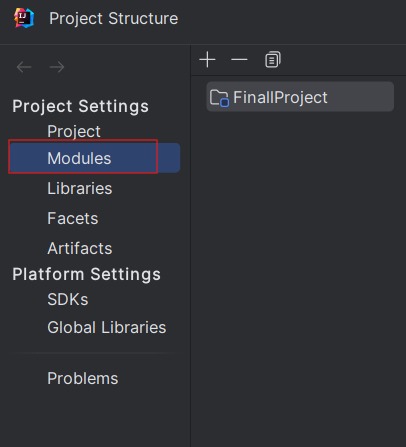 Project Structure
Project Settings
Project
Modules
Libraries
Facets
Artifacts
Platform Settings
SDKs
Global Libraries
Problems
FinallProject